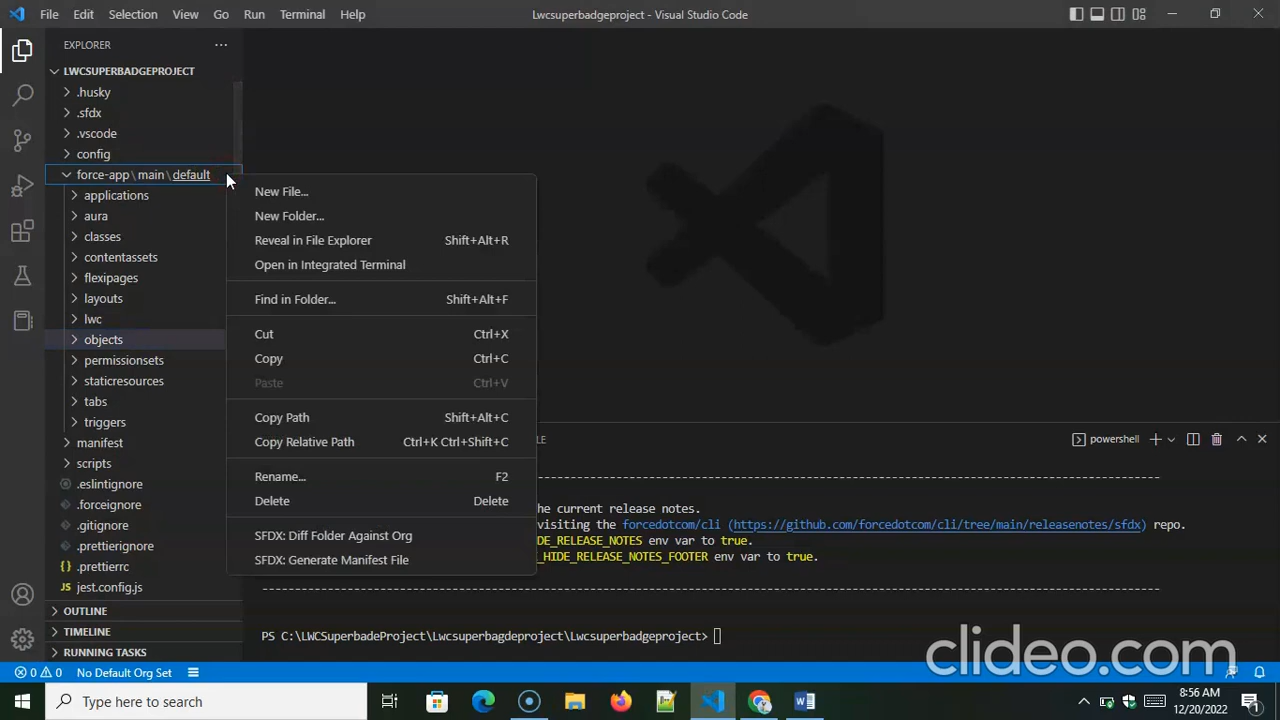 File Edit Selection View Go Run Terminal Help
Lwcsuperbadgeproject - Visual Studio Code
EXPLORER
LWCSUPERBADGEPROJECT
.husky
.sfdx
.vscode
config
force-app\main\default
applications
aura
classes
contentassets
flexipages
layouts
lwc
objects
permissionsets
staticresources
tabs
triggers
manifest
scripts
.eslintignore
.forceignore
.gitignore
.prettierignore
.prettierrc
JS jest.config.js
OUTLINE
TIMELINE
RUNNING TASKS
New File...
New Folder...
Reveal in File Explorer Shift+Alt+R
Open in Integrated Terminal
Find in Folder... Shift+Alt+F
Cut Ctrl+X
Copy Ctrl+C
Paste Ctrl+V
Copy Path Shift+Alt+C
Copy Relative Path Ctrl+K Ctrl+Shift+C
Rename... F2
Delete Delete
SFDX: Diff Folder Against Org
SFDX: Generate Manifest File
LE
powershell
he current release notes.
visiting the forcedotcom/cli (https://github.com/forcedotcom/cli/tree/main/releasenotes/sfdx) repo.
DE_RELEASE_NOTES env var to true.
_HIDE_RELEASE_NOTES_FOOTER env var to true.
PS C:\LWCSuperbadeProject\Lwcsuperbagdeproject\Lwcsuperbadgeproject>
clideo.com
0 0 No Default Org Set
Type here to search
8:56 AM
12/20/2022
1